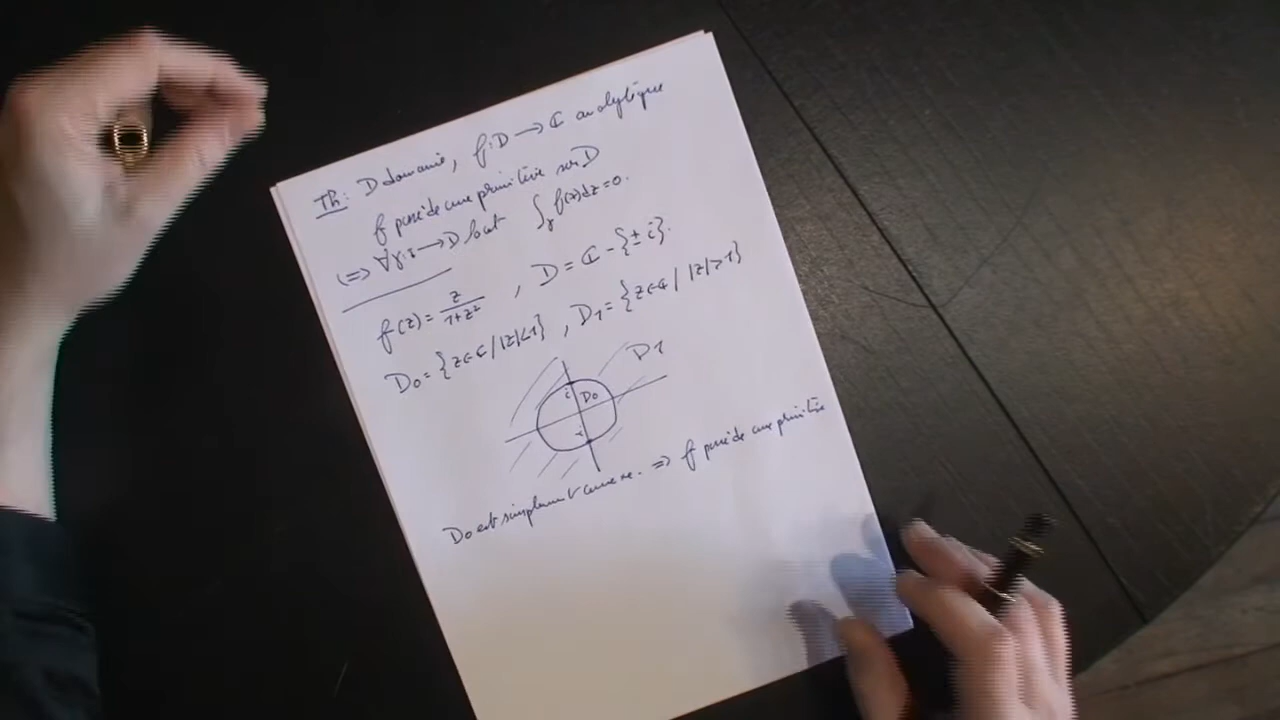 Th: D domaine, f: D → ℂ analytique
f possède une primitive sur D
⇐⇒ ∀γ: S → D lacet ∫_γ f(z)dz = 0.
f(z) = z/(1+z²) , D = ℂ - {± i}.
D₀ = {z ∈ ℂ / |z| < 1} , D₁ = {z ∈ ℂ / |z| > 1}
D1
i D₀
-i
D₀ est simplement connexe. ⇒ f possède une primitive